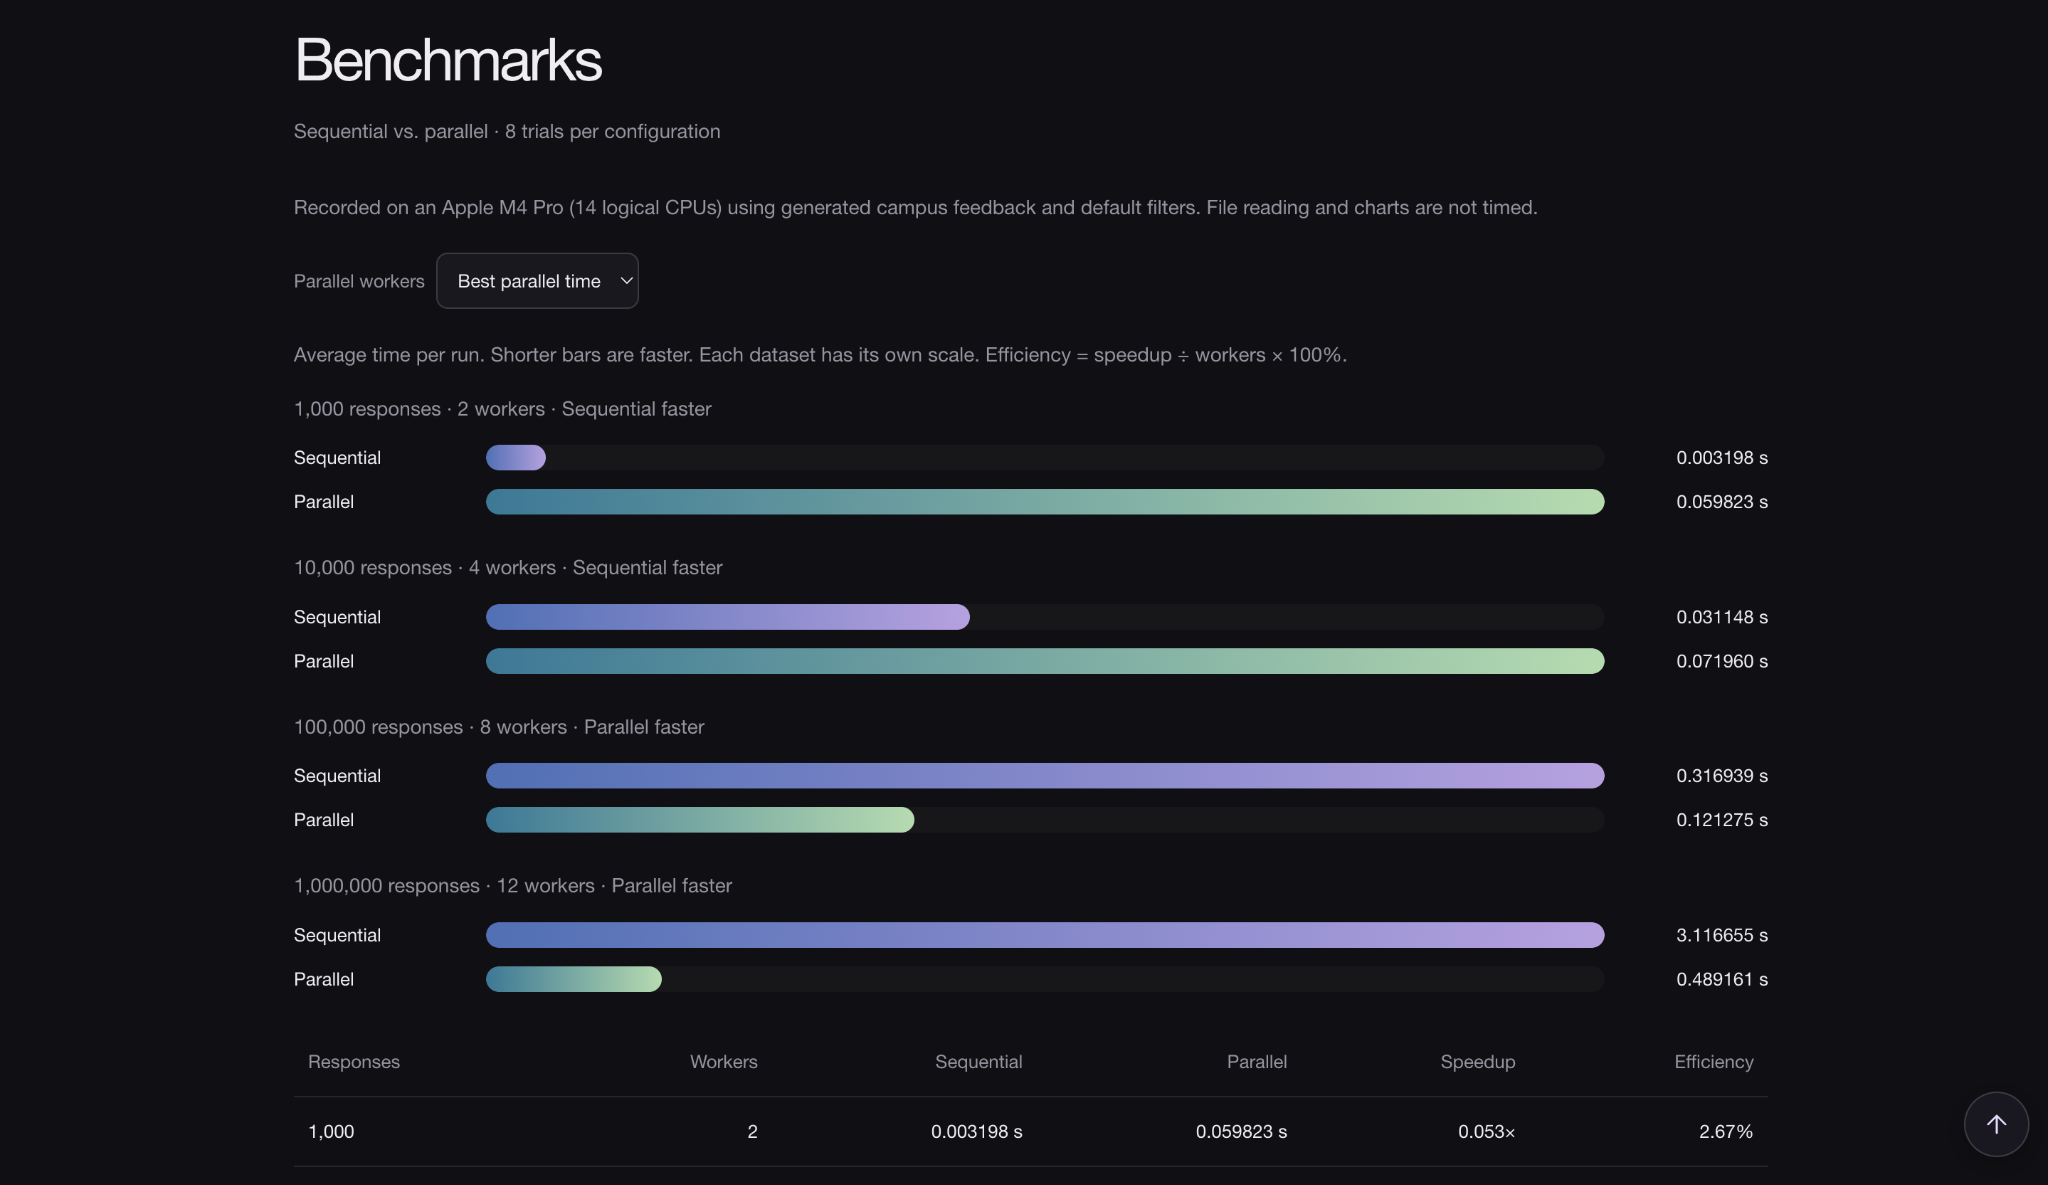 Benchmarks
Sequential vs. parallel · 8 trials per configuration
Recorded on an Apple M4 Pro (14 logical CPUs) using generated campus feedback and default filters. File reading and charts are not timed.
Parallel workers Best parallel time
Average time per run. Shorter bars are faster. Each dataset has its own scale. Efficiency = speedup ÷ workers × 100%.
1,000 responses · 2 workers · Sequential faster
Sequential 0.003198 s
Parallel 0.059823 s
10,000 responses · 4 workers · Sequential faster
Sequential 0.031148 s
Parallel 0.071960 s
100,000 responses · 8 workers · Parallel faster
Sequential 0.316939 s
Parallel 0.121275 s
1,000,000 responses · 12 workers · Parallel faster
Sequential 3.116655 s
Parallel 0.489161 s
Responses Workers Sequential Parallel Speedup Efficiency
1,000 2 0.003198 s 0.059823 s 0.053× 2.67%